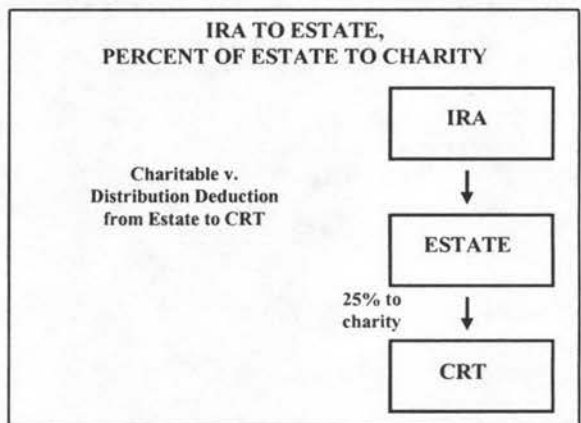 IRA TO ESTATE,
PERCENT OF ESTATE TO CHARITY
IRA
Charitable v.
Distribution Deduction
from Estate to CRT
ESTATE
25% to
charity
CRT